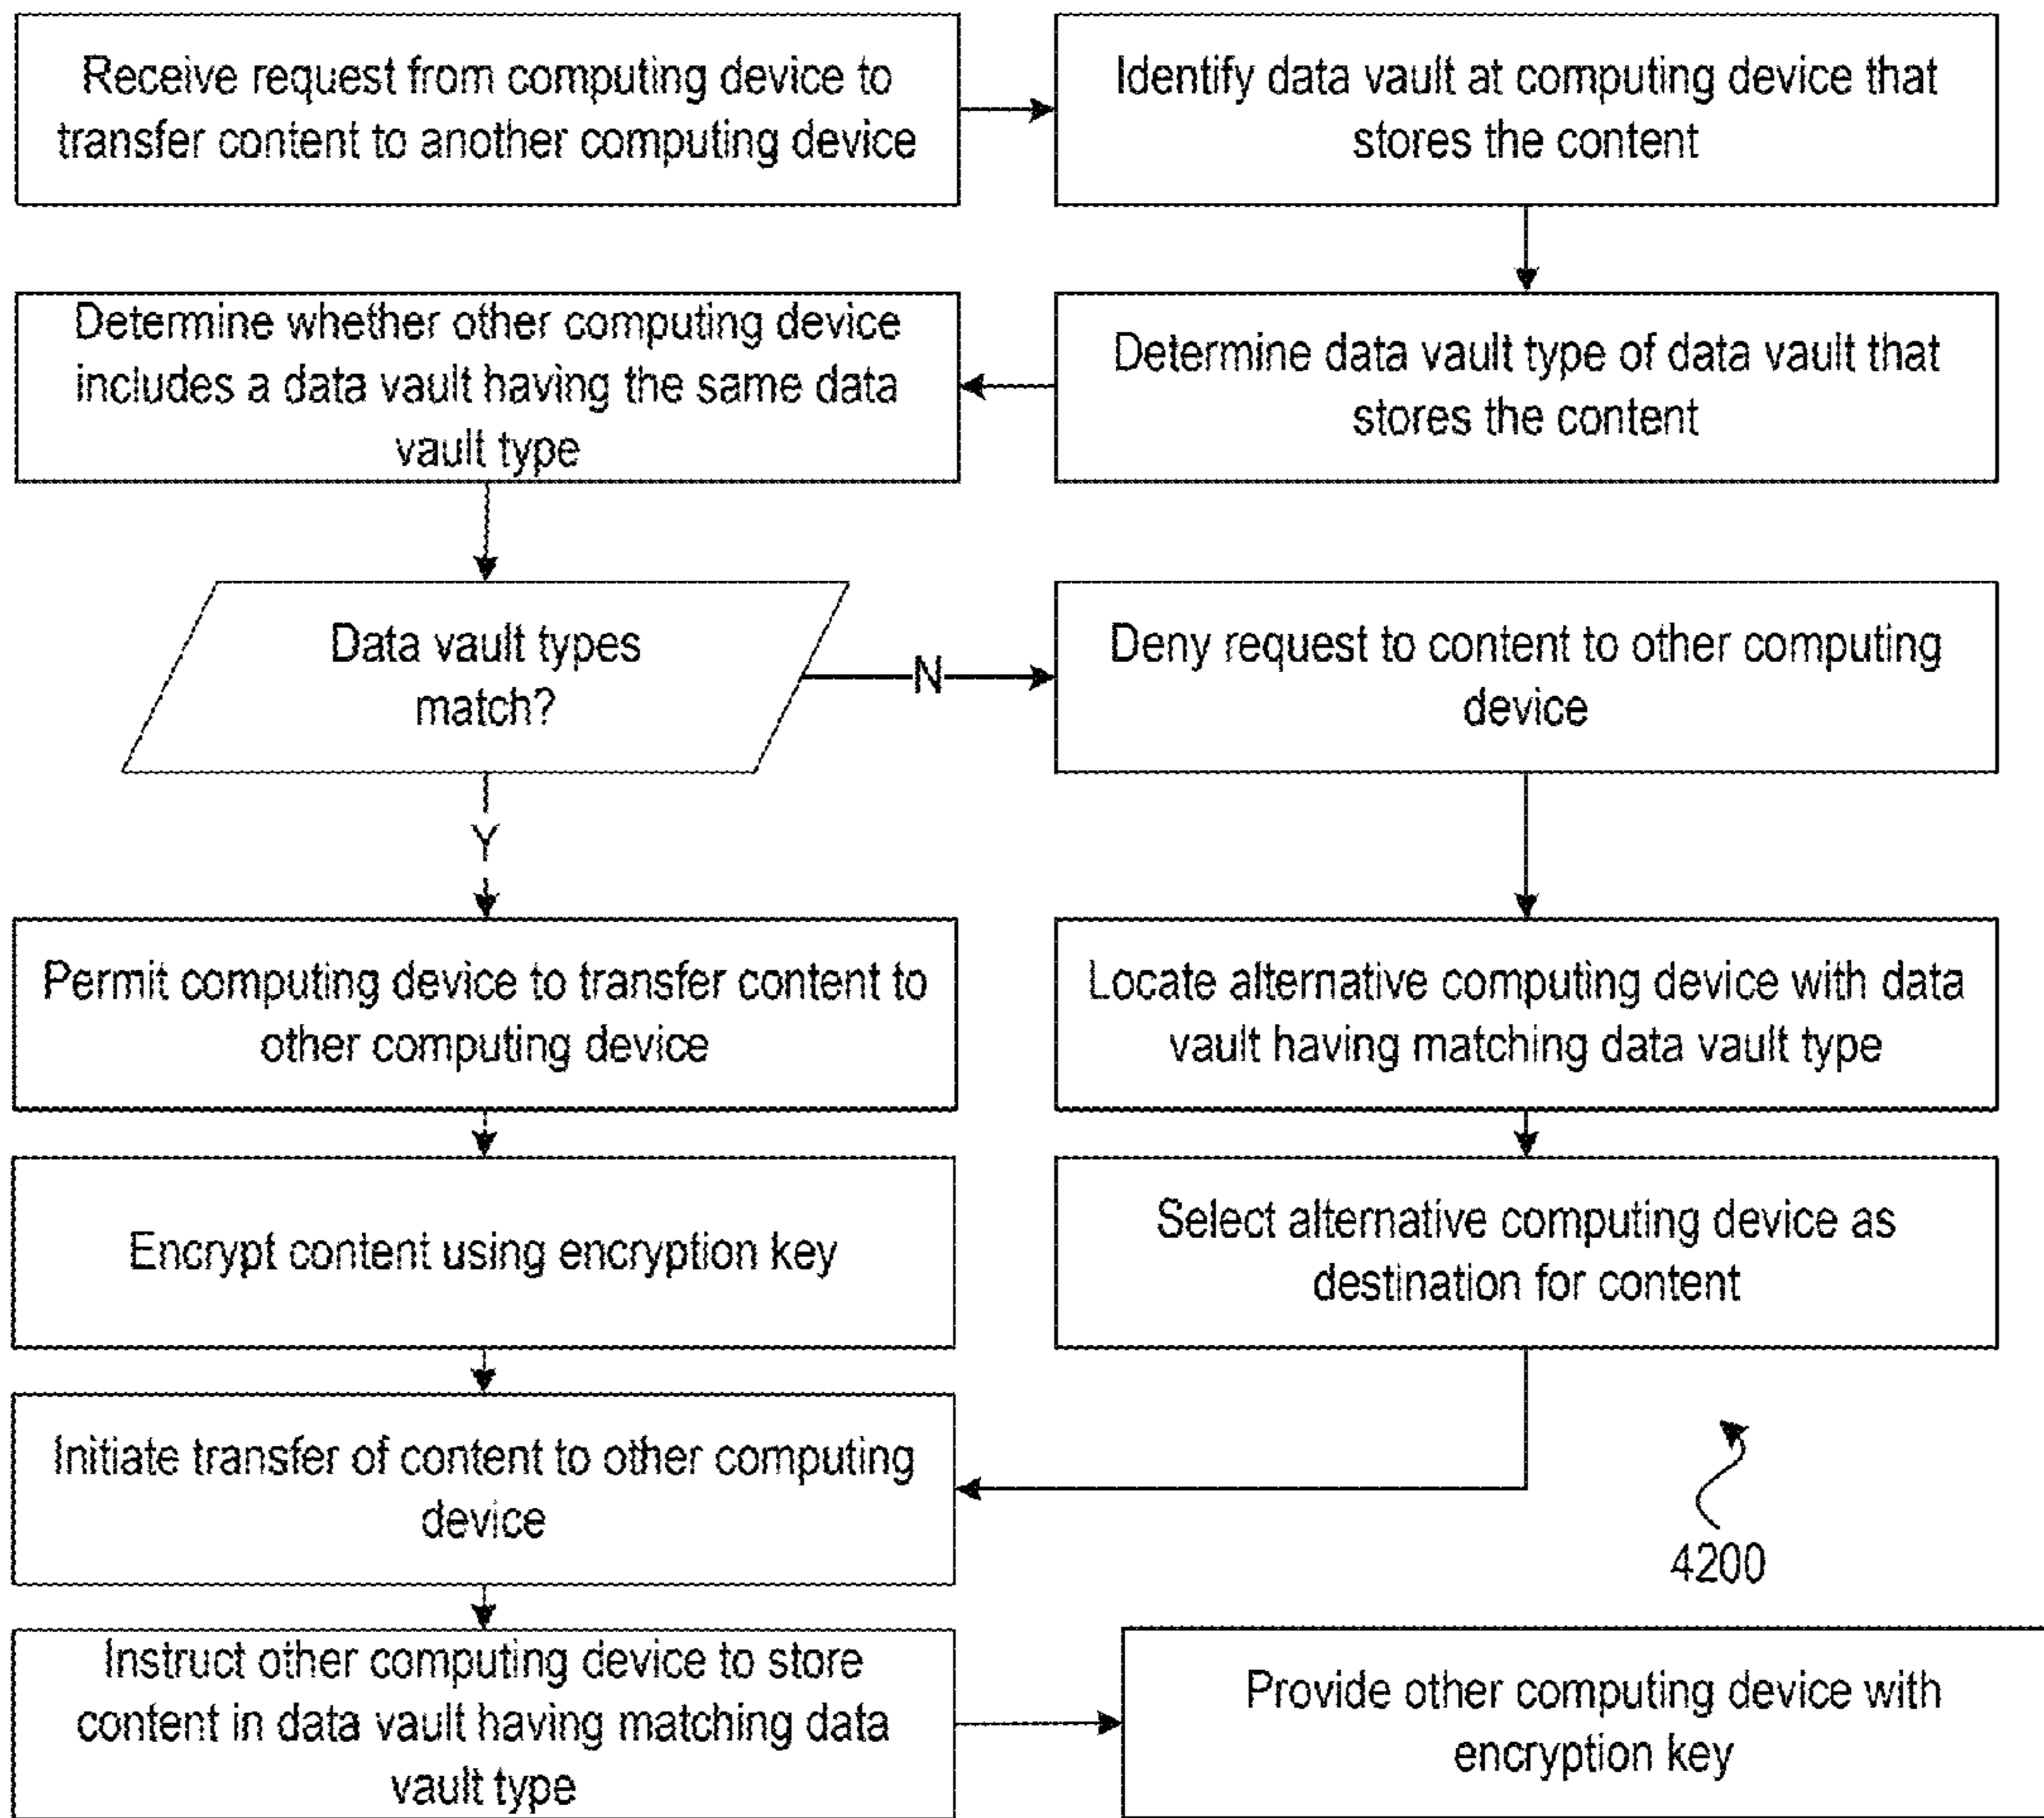 Receive request from computing device to
transfer content to another computing device
Identify data vault at computing device that
stores the content
Determine data vault type of data vault that
stores the content
Determine whether other computing device
includes a data vault having the same data
vault type
Data vault types
match?
N
Deny request to content to other computing
device
Y
Permit computing device to transfer content to
other computing device
Locate alternative computing device with data
vault having matching data vault type
Encrypt content using encryption key
Select alternative computing device as
destination for content
Initiate transfer of content to other computing
device
4200
Instruct other computing device to store
content in data vault having matching data
vault type
Provide other computing device with
encryption key